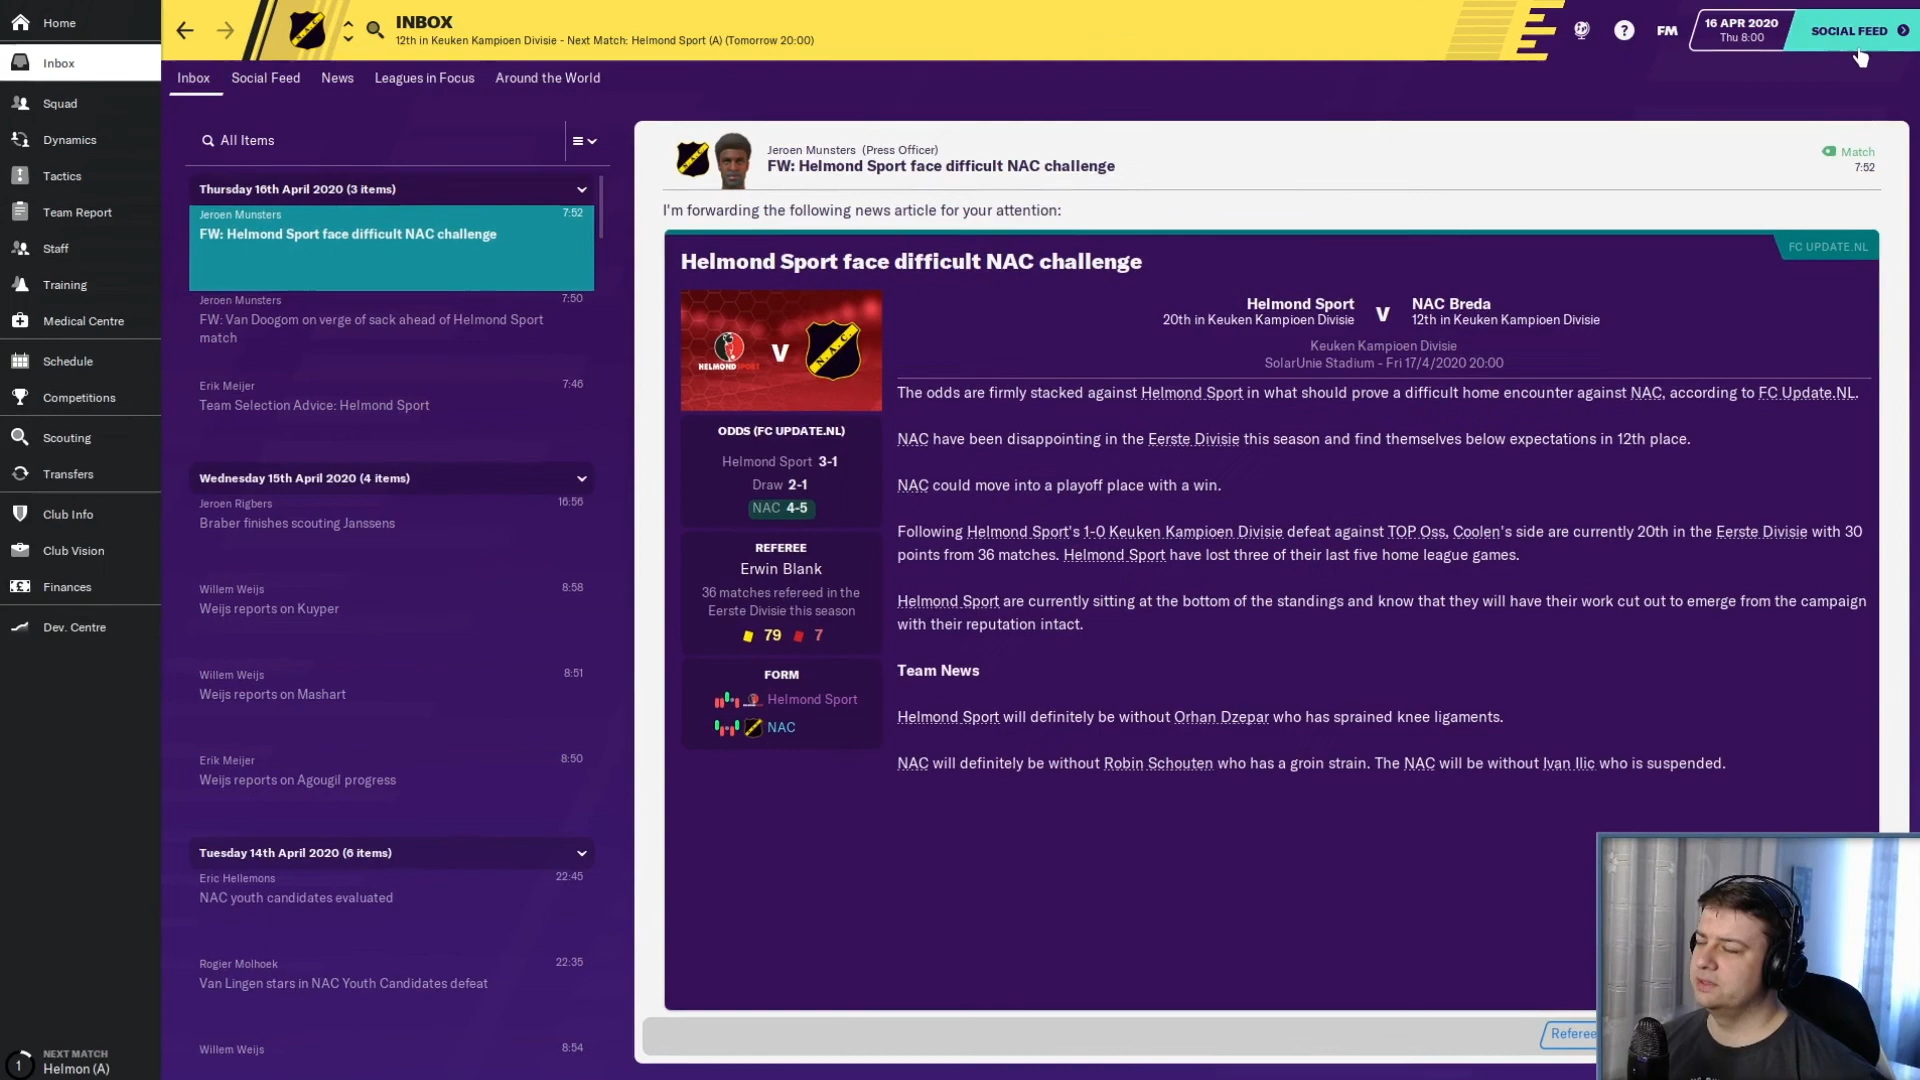 Home
Inbox
Squad
Dynamics
Tactics
Team Report
Staff
Training
Medical Centre
Schedule
Competitions
Scouting
Transfers
Club Info
Club Vision
Finances
Dev. Centre
1
NEXT MATCH
Helmon (A)
N.A.C.
INBOX
12th in Keuken Kampioen Divisie - Next Match: Helmond Sport (A) (Tomorrow 20:00)
?
FM
16 APR 2020
Thu 8:00
SOCIAL FEED
Inbox
Social Feed
News
Leagues in Focus
Around the World
All Items
Thursday 16th April 2020 (3 items)
Jeroen Munsters 7:52
FW: Helmond Sport face difficult NAC challenge
Jeroen Munsters 7:50
FW: Van Doogom on verge of sack ahead of Helmond Sport
match
Erik Meijer 7:46
Team Selection Advice: Helmond Sport
Wednesday 15th April 2020 (4 items)
Jeroen Rigbers 16:56
Braber finishes scouting Janssens
Willem Weijs 8:58
Weijs reports on Kuyper
Willem Weijs 8:51
Weijs reports on Mashart
Erik Meijer 8:50
Weijs reports on Agougil progress
Tuesday 14th April 2020 (6 items)
Eric Hellemons 22:45
NAC youth candidates evaluated
Rogier Molhoek 22:35
Van Lingen stars in NAC Youth Candidates defeat
Willem Weijs 8:54
Jeroen Munsters (Press Officer)
FW: Helmond Sport face difficult NAC challenge
Match
7:52
I'm forwarding the following news article for your attention:
FC UPDATE.NL
Helmond Sport face difficult NAC challenge
HELMONDSPORT
V
N.A.C.
Helmond Sport V NAC Breda
20th in Keuken Kampioen Divisie 12th in Keuken Kampioen Divisie
Keuken Kampioen Divisie
SolarUnie Stadium - Fri 17/4/2020 20:00
ODDS (FC UPDATE.NL)
Helmond Sport 3-1
Draw 2-1
NAC 4-5
REFEREE
Erwin Blank
36 matches refereed in the
Eerste Divisie this season
79 7
FORM
Helmond Sport
NAC
The odds are firmly stacked against Helmond Sport in what should prove a difficult home encounter against NAC, according to FC Update.NL.
NAC have been disappointing in the Eerste Divisie this season and find themselves below expectations in 12th place.
NAC could move into a playoff place with a win.
Following Helmond Sport's 1-0 Keuken Kampioen Divisie defeat against TOP Oss, Coolen's side are currently 20th in the Eerste Divisie with 30
points from 36 matches. Helmond Sport have lost three of their last five home league games.
Helmond Sport are currently sitting at the bottom of the standings and know that they will have their work cut out to emerge from the campaign
with their reputation intact.
Team News
Helmond Sport will definitely be without Orhan Dzepar who has sprained knee ligaments.
NAC will definitely be without Robin Schouten who has a groin strain. The NAC will be without Ivan Ilic who is suspended.
Referee